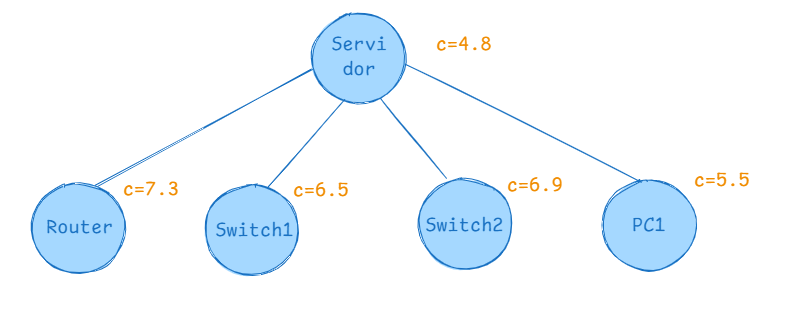 Servi
dor
c=4.8
c=7.3
c=6.5
c=6.9
c=5.5
Router
Switch1
Switch2
PC1